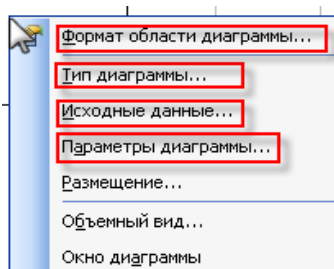 Формат области диаграммы...
Тип диаграммы...
Исходные данные...
Параметры диаграммы...
Размещение...
Объемный вид...
Окно диаграммы